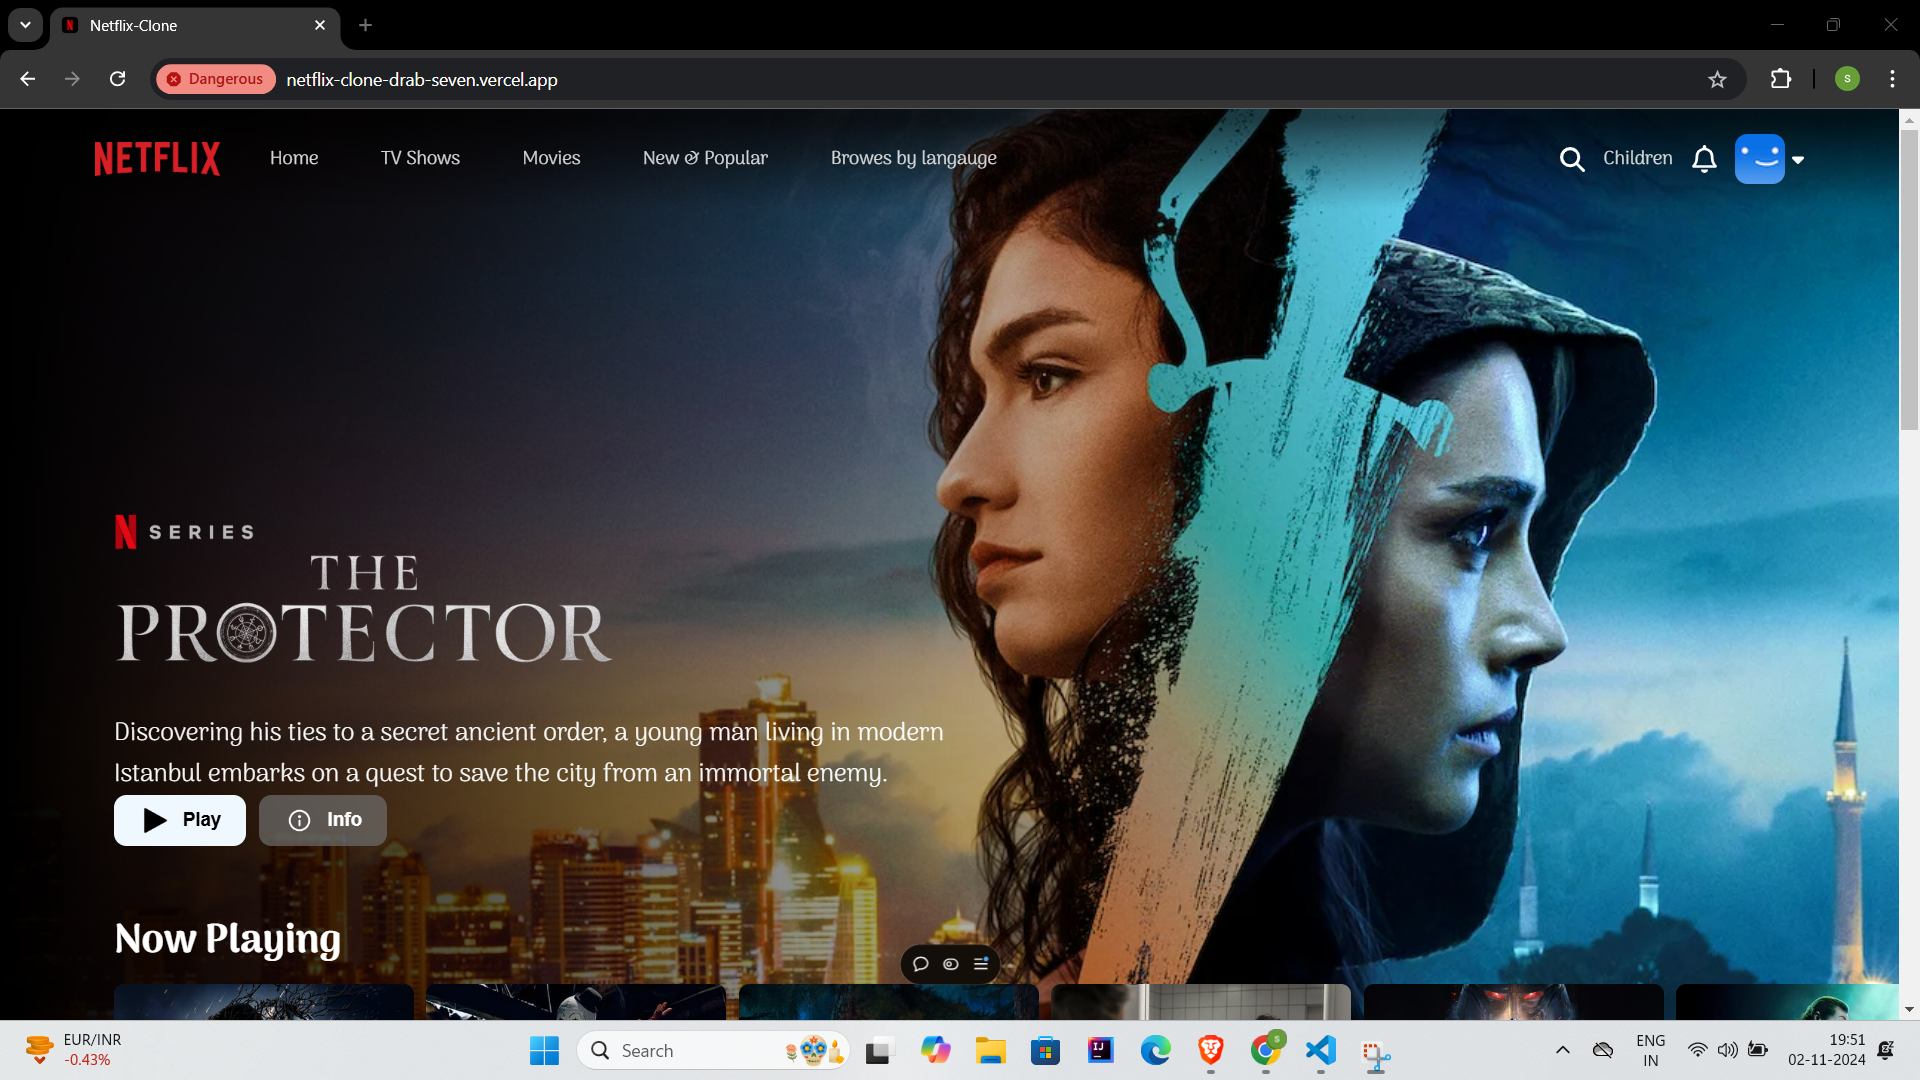 Netflix-Clone
Dangerous
netflix-clone-drab-seven.vercel.app
S
NETFLIX
Home
TV Shows
Movies
New & Popular
Browes by langauge
Children
N SERIES
THE
PROTECTOR
Discovering his ties to a secret ancient order, a young man living in modern
Istanbul embarks on a quest to save the city from an immortal enemy.
Play
Info
Now Playing
EUR/INR
-0.43%
Search
IJ
S
ENG
IN
19:51
02-11-2024